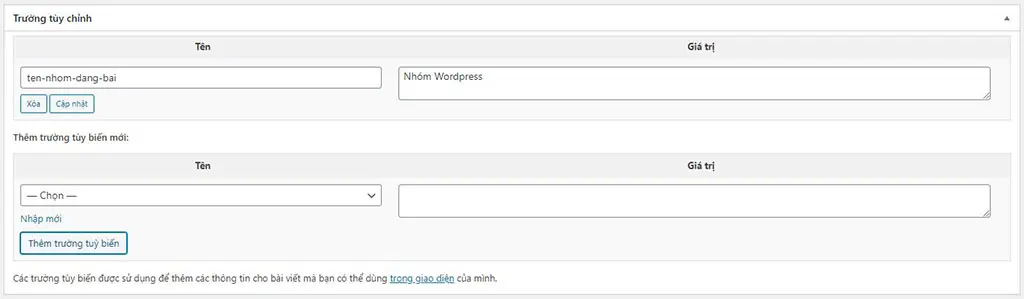 Trường tùy chỉnh
Tên Giá trị
ten-nhom-dang-bai Nhóm Wordpress
Xóa Cập nhật
Thêm trường tùy biến mới:
Tên Giá trị
— Chọn —
Nhập mới
Thêm trường tuỳ biến
Các trường tùy biến được sử dụng để thêm các thông tin cho bài viết mà bạn có thể dùng trong giao diện của mình.